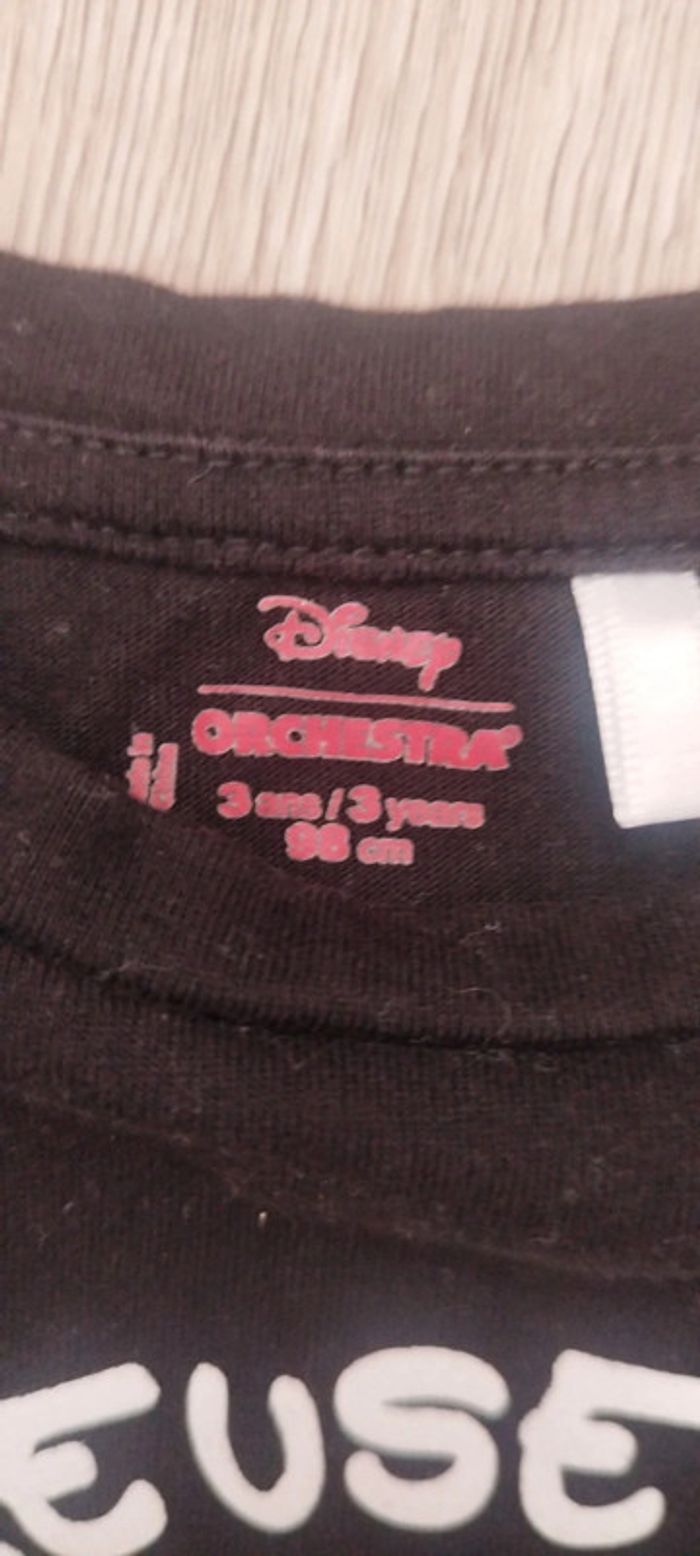 Disney
ORCHESTRA
3 ans / 3 years
98 cm
EUSE